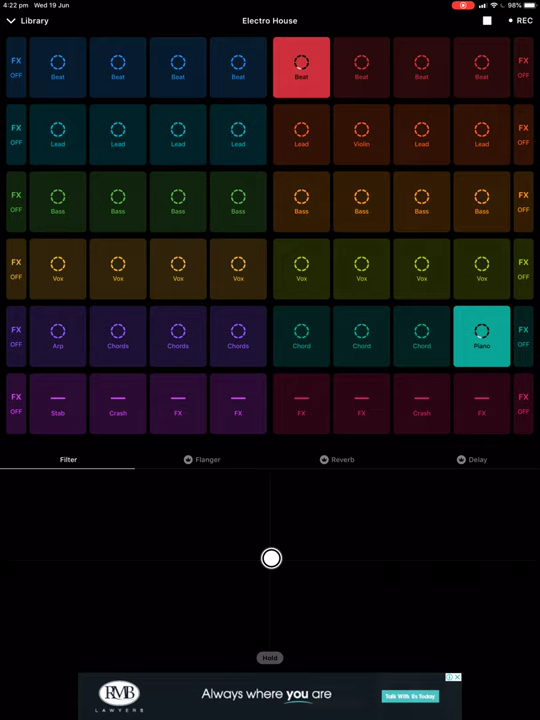 4:22 pm Wed 19 Jun
98%
Library
Electro House
REC
FX Beat Beat Beat Beat Beat Beat Beat Beat FX
OFF OFF
FX Lead Lead Lead Lead Lead Violin Lead Lead FX
OFF OFF
FX Bass Bass Bass Bass Bass Bass Bass Bass FX
OFF OFF
FX Vox Vox Vox Vox Vox Vox Vox Vox FX
OFF OFF
FX Arp Chords Chords Chords Chord Chord Chord Piano FX
OFF OFF
FX Stab Crash FX FX FX FX Crash FX FX
OFF OFF
Filter Flanger Reverb Delay
Hold
RMB
LAWYERS
Always where you are
Talk With Us Today